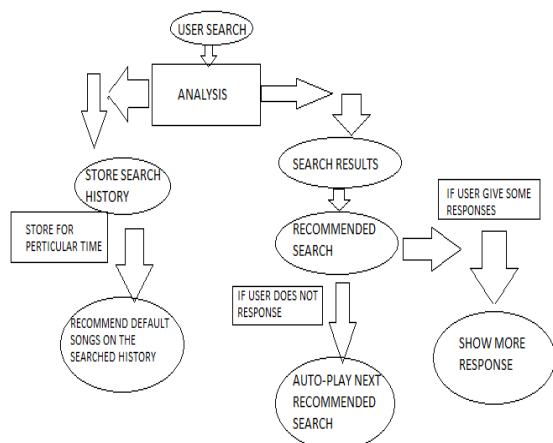 USER SEARCH
ANALYSIS
SEARCH RESULTS
STORE SEARCH
HISTORY
IF USER GIVE SOME
RESPONSES
STORE FOR
PERTICULAR TIME
RECOMMENDED
SEARCH
IF USER DOES NOT
RESPONSE
RECOMMEND DEFAULT
SONGS ON THE
SEARCHED HISTORY
SHOW MORE
RESPONSE
AUTO-PLAY NEXT
RECOMMENDED
SEARCH